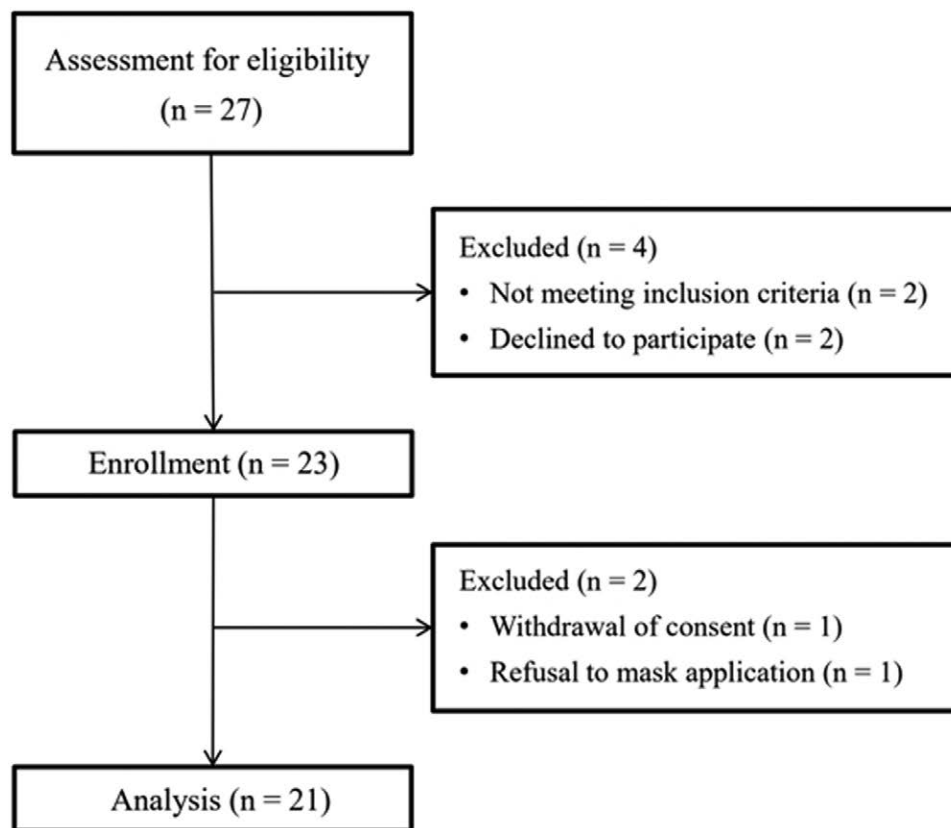 Assessment for eligibility
(n = 27)
Excluded (n = 4)
• Not meeting inclusion criteria (n = 2)
• Declined to participate (n = 2)
Enrollment (n = 23)
Excluded (n = 2)
• Withdrawal of consent (n = 1)
• Refusal to mask application (n = 1)
Analysis (n = 21)